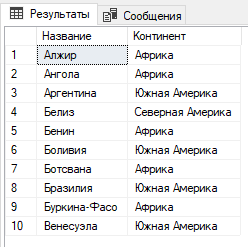 Результаты Сообщения
Название Континент
1 Алжир Африка
2 Ангола Африка
3 Аргентина Южная Америка
4 Белиз Северная Америка
5 Бенин Африка
6 Боливия Южная Америка
7 Ботсвана Африка
8 Бразилия Южная Америка
9 Буркина-Фасо Африка
10 Венесуэла Южная Америка